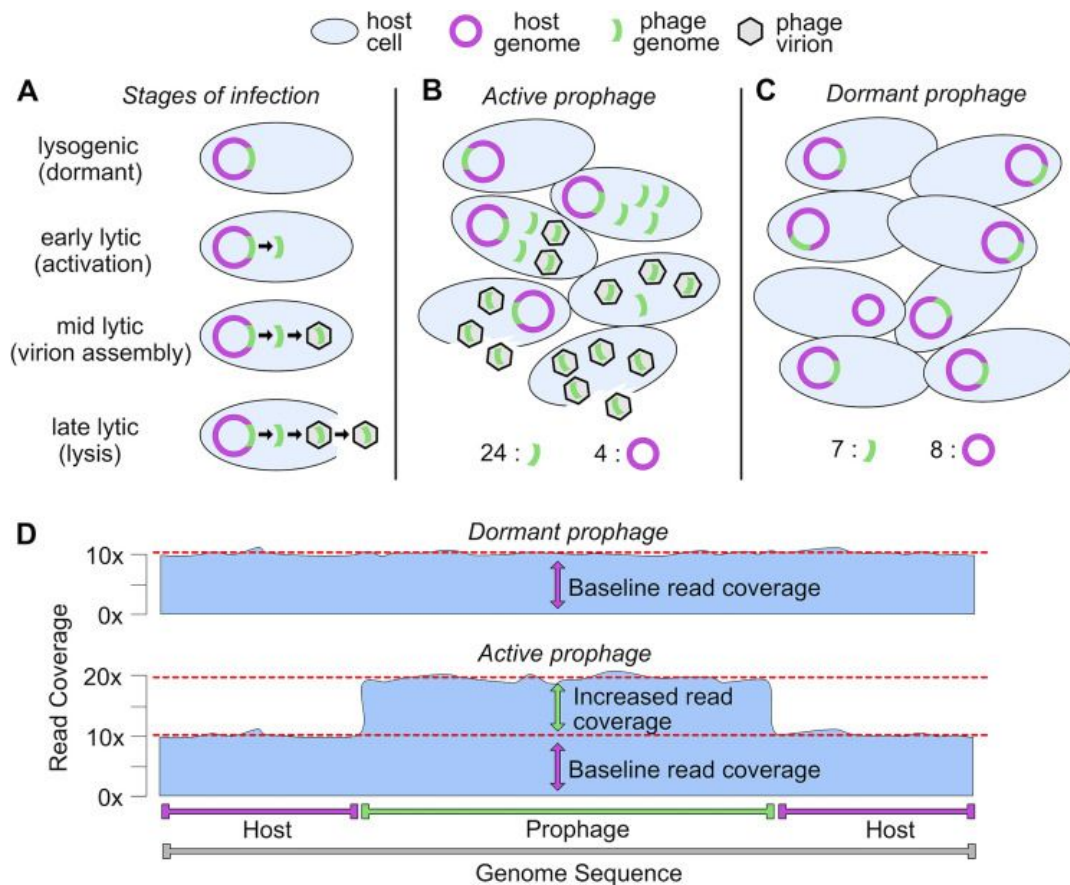 host
cell
host
genome
phage
genome
phage
virion
A
Stages of infection
lysogenic
(dormant)
early lytic
(activation)
mid lytic
(virion assembly)
late lytic
(lysis)
B
Active prophage
24 :
4 :
C
Dormant prophage
7 :
8 :
D
Read Coverage
Dormant prophage
10x
0x
Baseline read coverage
Active prophage
20x
10x
0x
Increased read
coverage
Baseline read coverage
Host
Prophage
Host
Genome Sequence